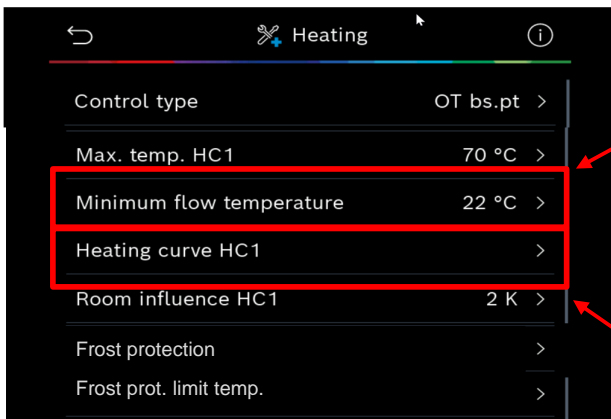 Heating
Control type OT bs.pt >
Max. temp. HC1 70 °C >
Minimum flow temperature 22 °C >
Heating curve HC1 >
Room influence HC1 2 K >
Frost protection >
Frost prot. limit temp. >